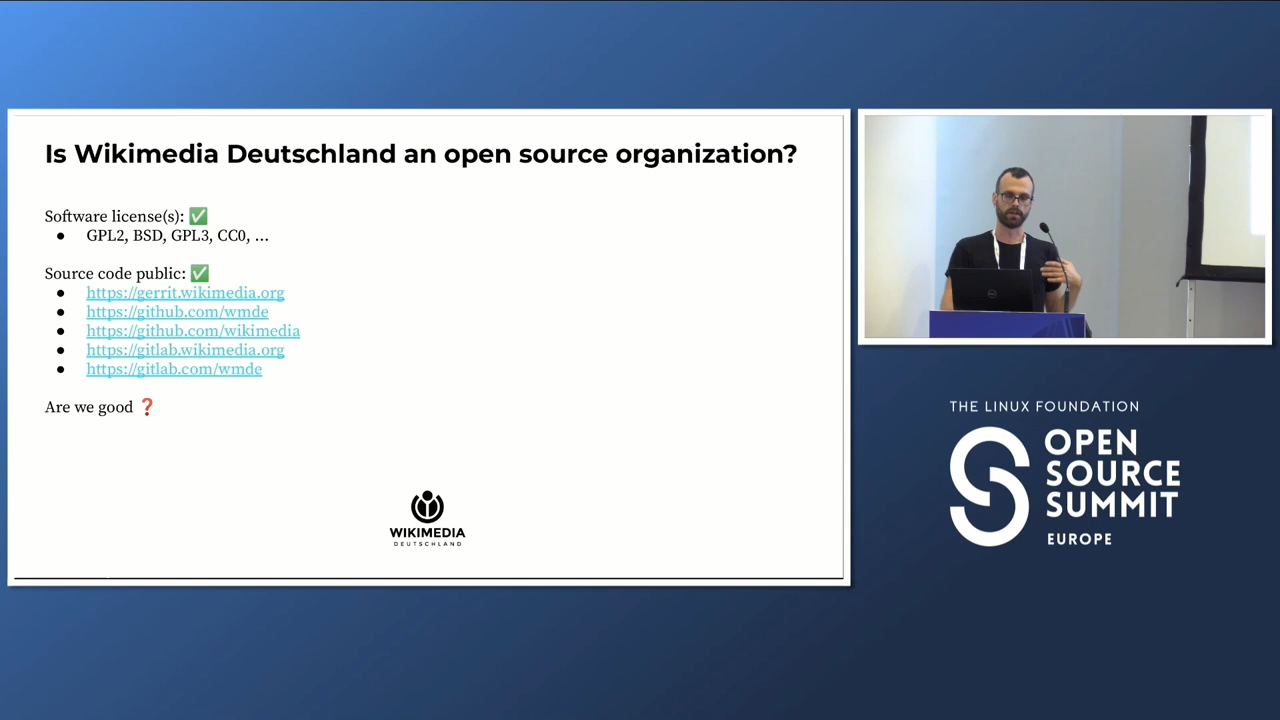 Is Wikimedia Deutschland an open source organization?
Software license(s): ✅
● GPL2, BSD, GPL3, CC0, ...
Source code public: ✅
● https://gerrit.wikimedia.org
● https://github.com/wmde
● https://github.com/wikimedia
● https://gitlab.wikimedia.org
● https://gitlab.com/wmde
Are we good ❓
WIKIMEDIA
DEUTSCHLAND
THE LINUX FOUNDATION
OPEN
SOURCE
SUMMIT
EUROPE